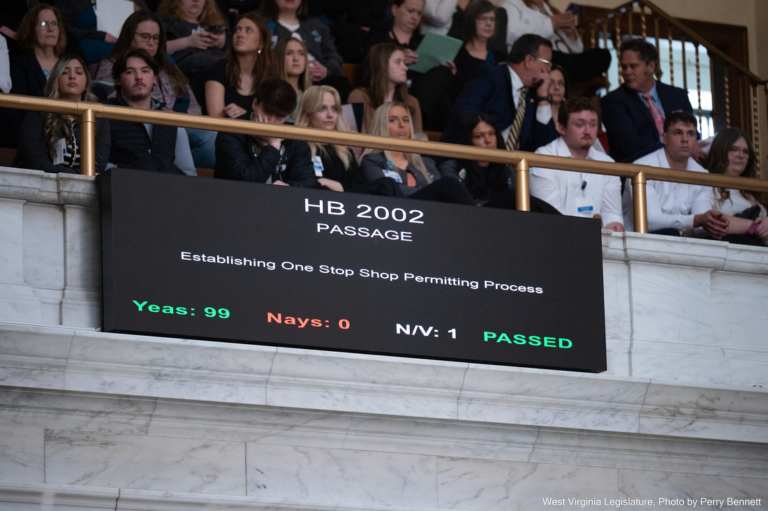 HB 2002
PASSAGE
Establishing One Stop Shop Permitting Process
Yeas: 99 Nays: 0 N/V: 1 PASSED
West Virginia Legislature, Photo by Perry Bennett